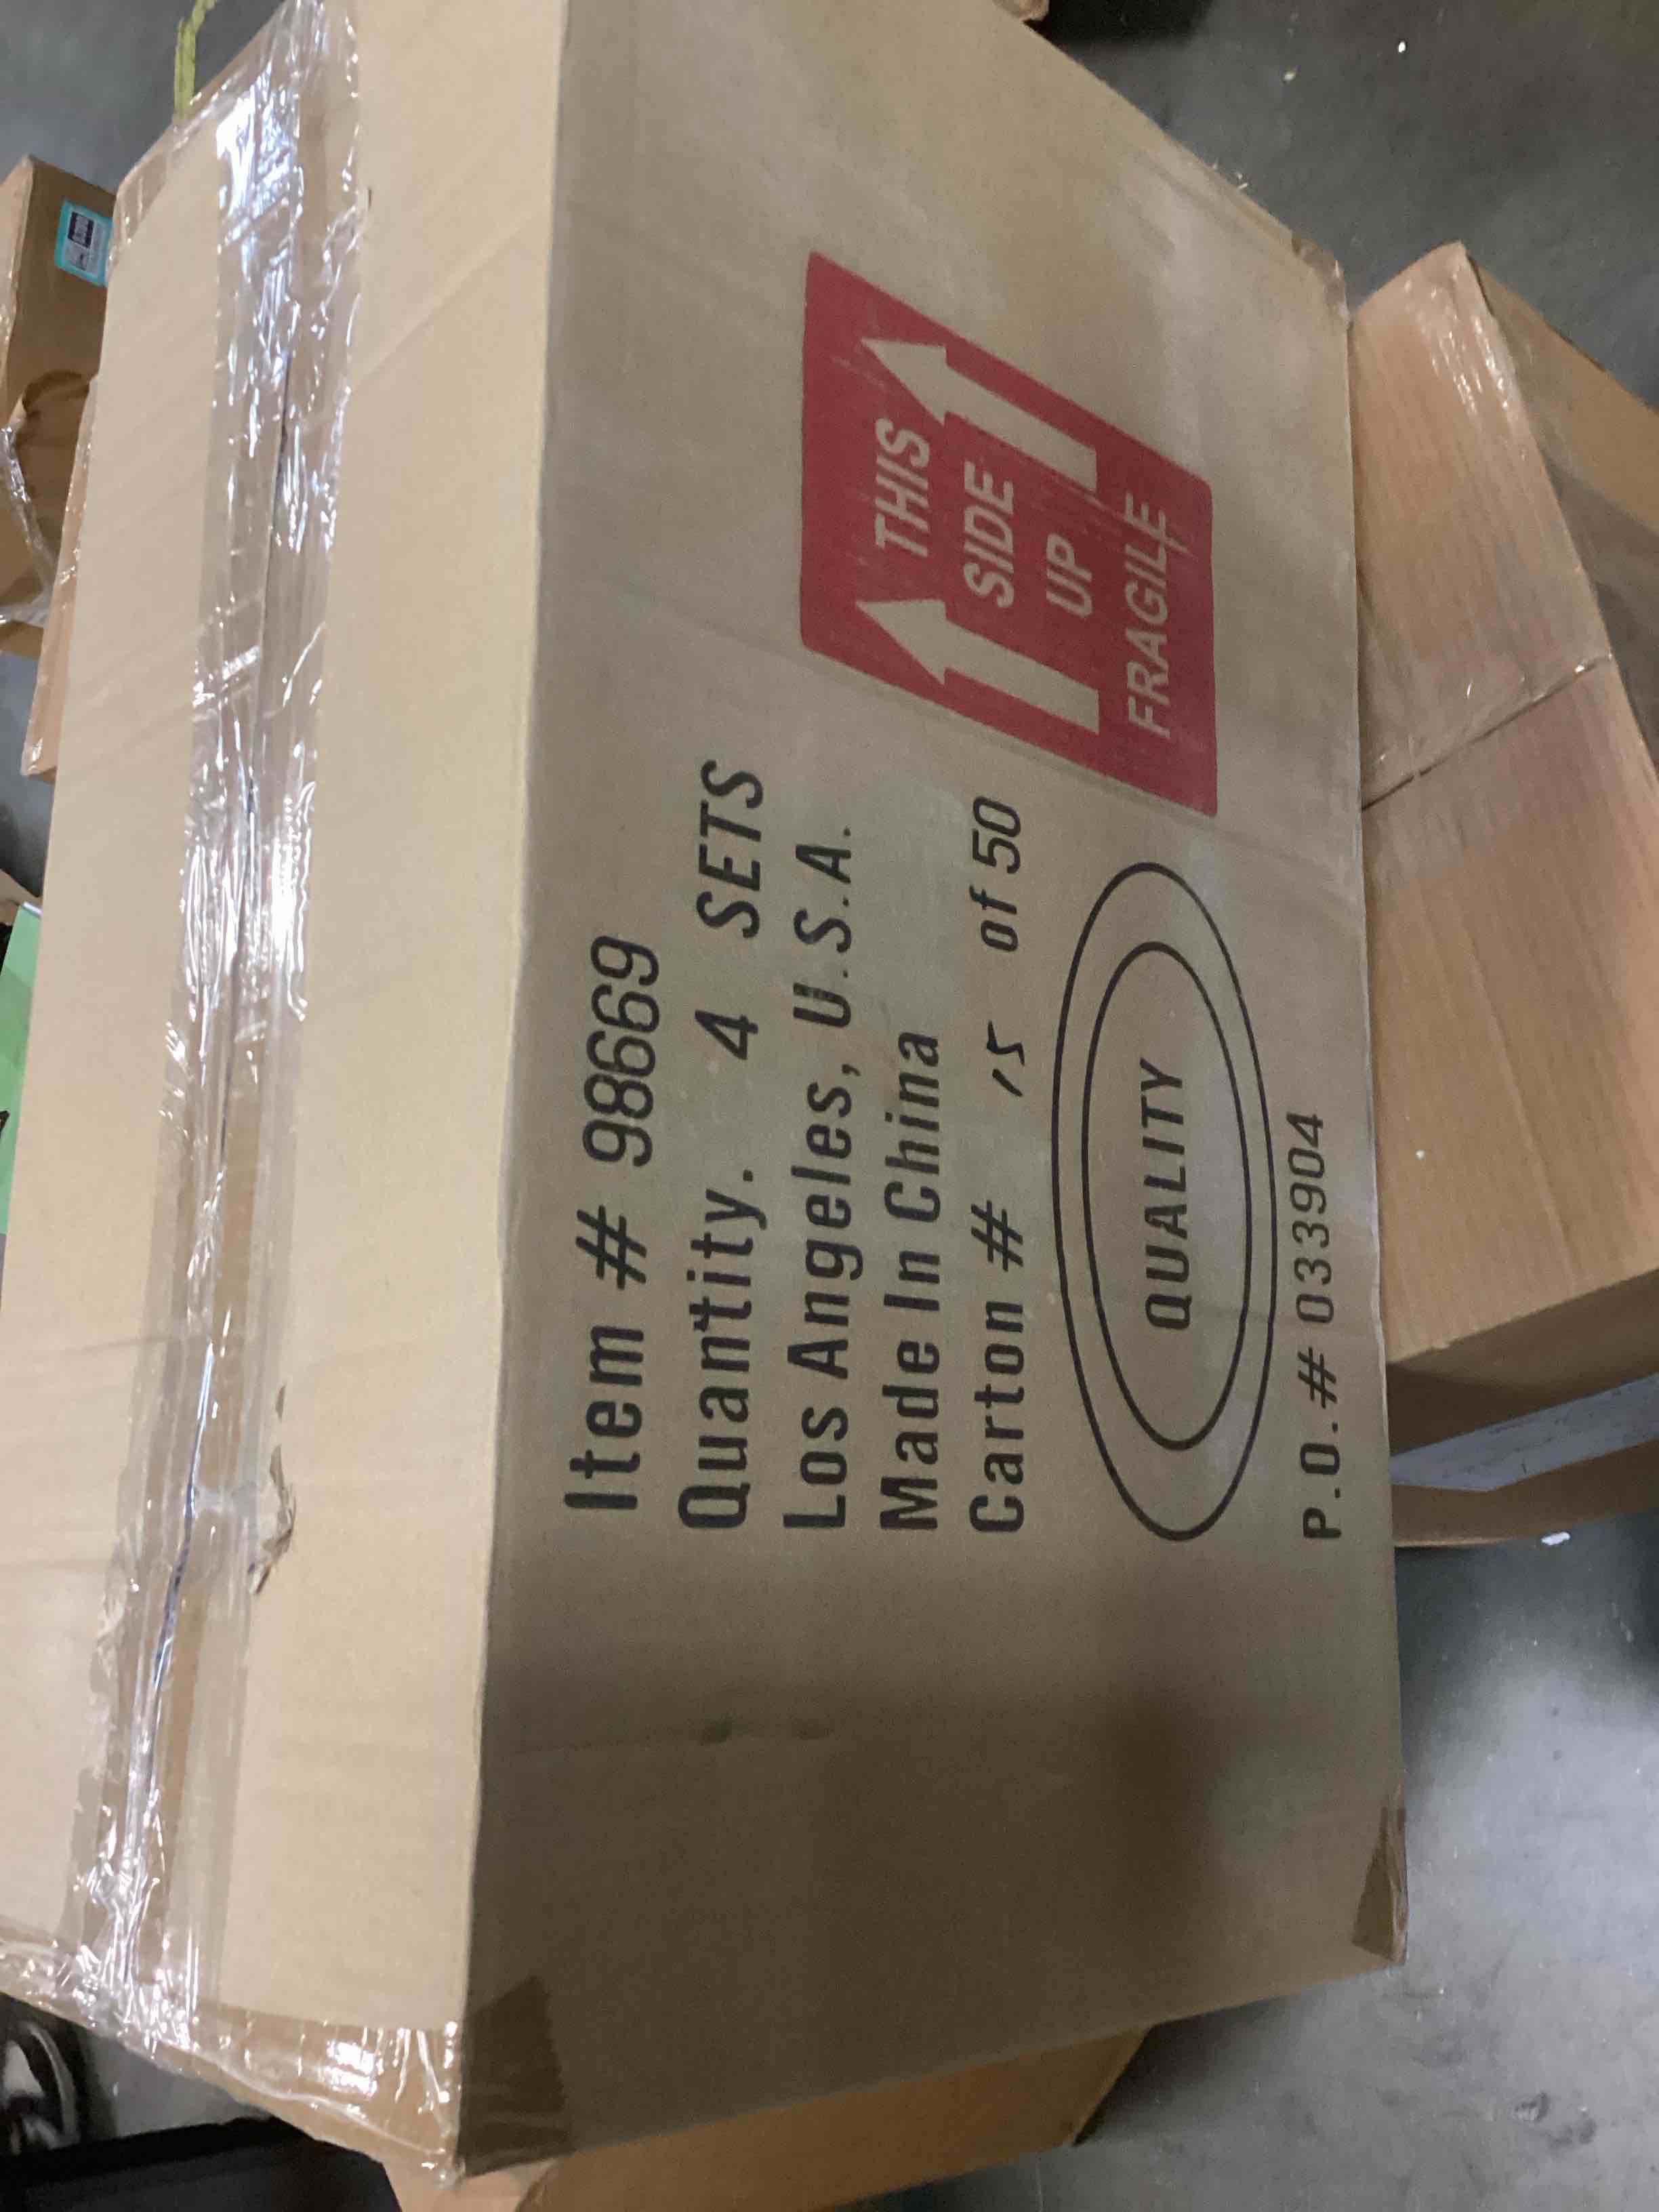 Item # 98669
Quantity. 4 SETS
Los Angeles, U.S.A.
Made In China
Carton # 15 of 50
QUALITY
P.O.# 033904
THIS
SIDE
UP
FRAGILE